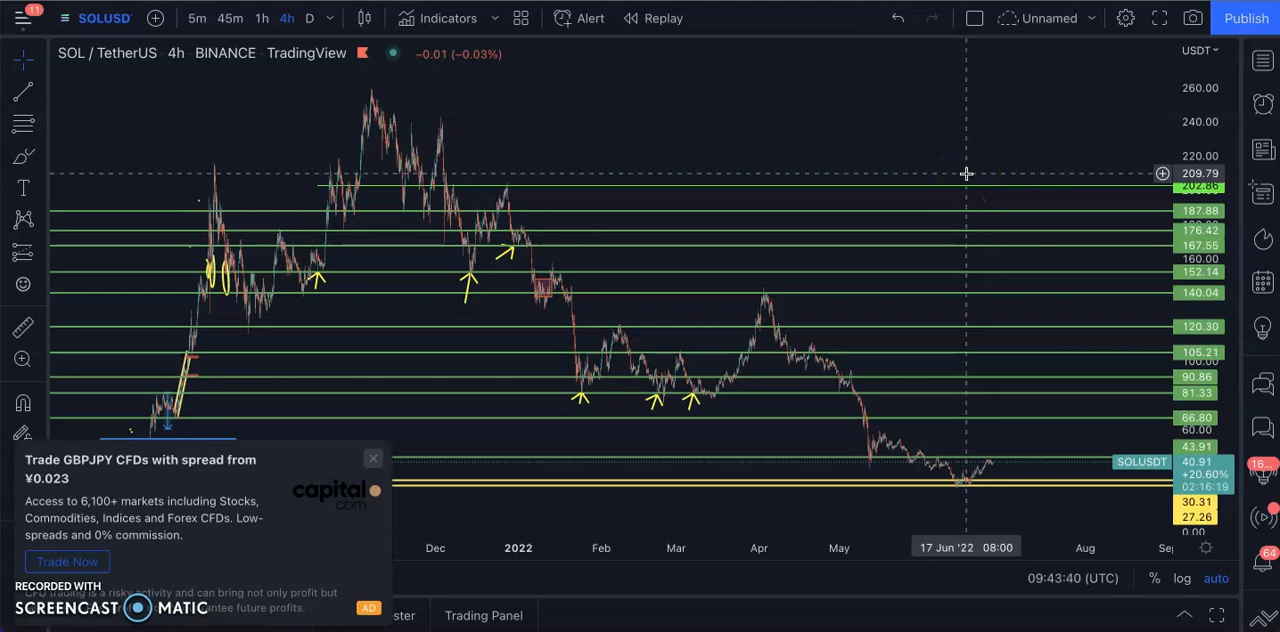 11
SOLUSD
5m 45m 1h 4h D
Indicators
Alert
Replay
Unnamed
Publish
SOL / TetherUS · 4h · BINANCE · TradingView
−0.01 (−0.03%)
USDT
260.00
240.00
220.00
209.79
202.86
187.88
176.42
167.55
160.00
152.14
140.04
120.30
105.21
100.00
90.86
81.33
66.80
60.00
43.91
SOLUSDT 40.91
+20.60%
02:16:19
30.31
27.26
0.00
16...
64
Trade GBPJPY CFDs with spread from
¥0.023
Access to 6,100+ markets including Stocks,
Commodities, Indices and Forex CFDs. Low-
spreads and 0% commission.
capital
com
Trade Now
CFD trading is a risky activity and can bring not only profit but
guarantee future profits.
AD
RECORDED WITH
SCREENCAST MATIC
Dec 2022 Feb Mar Apr May 17 Jun '22 08:00 Aug Sep
09:43:40 (UTC) % log auto
ster Trading Panel